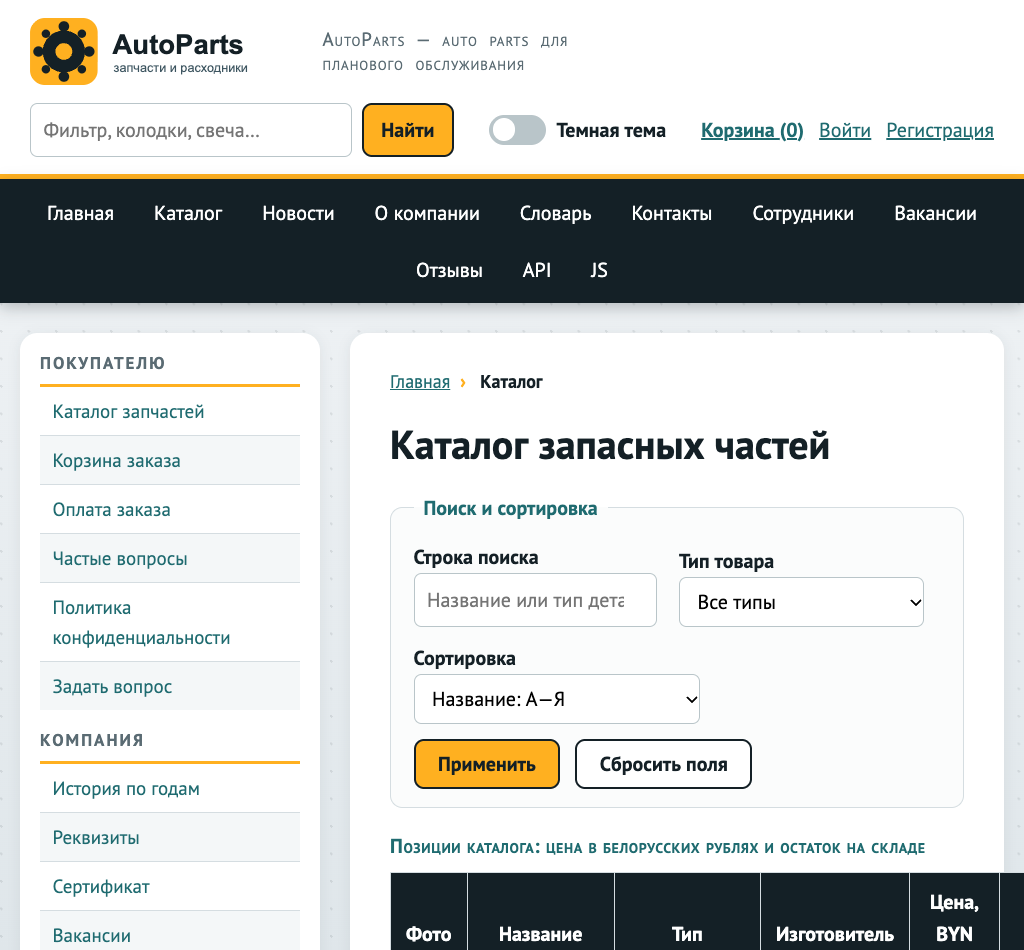 AutoParts
запчасти и расходники
AutoParts — auto parts для
планового обслуживания
Фильтр, колодки, свеча...
Найти
Темная тема
Корзина (0)
Войти
Регистрация
Главная
Каталог
Новости
О компании
Словарь
Контакты
Сотрудники
Вакансии
Отзывы
API
JS
ПОКУПАТЕЛЮ
Каталог запчастей
Корзина заказа
Оплата заказа
Частые вопросы
Политика
конфиденциальности
Задать вопрос
КОМПАНИЯ
История по годам
Реквизиты
Сертификат
Вакансии
Главная › Каталог
Каталог запасных частей
Поиск и сортировка
Строка поиска
Название или тип дета
Тип товара
Все типы
Сортировка
Название: А—Я
Применить
Сбросить поля
Позиции каталога: цена в белорусских рублях и остаток на складе
Фото
Название
Тип
Изготовитель
Цена,
BYN